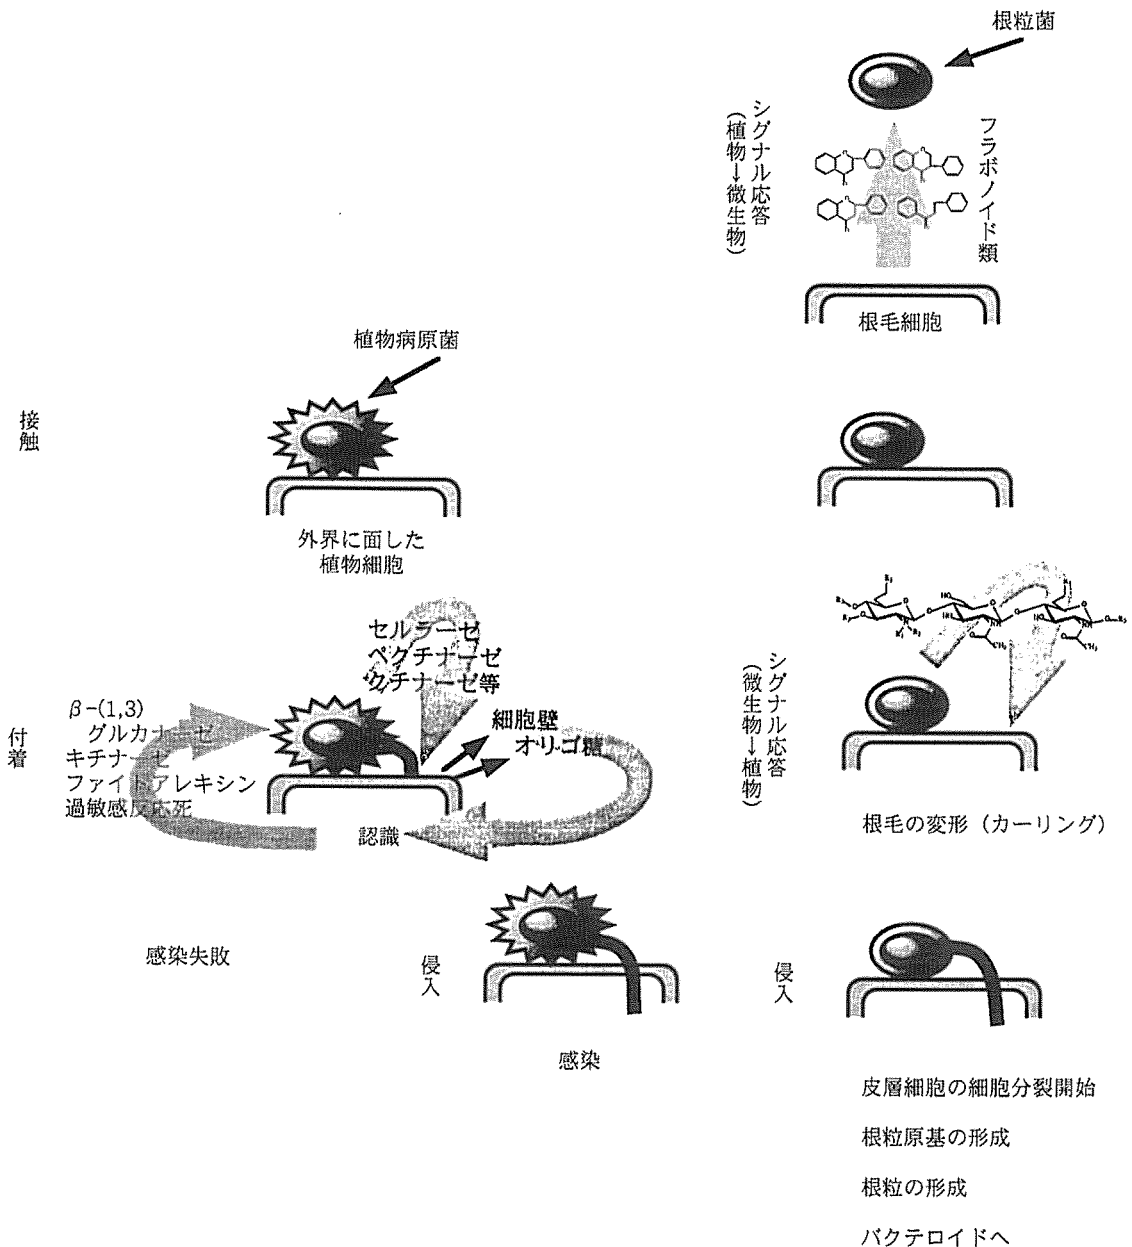 根粒菌
シグナル応答
(植物→微生物)
フラボノイド類
根毛細胞
植物病原菌
接触
外界に面した
植物細胞
セルラーゼ
ペクチナーゼ
クチナーゼ等
β-(1,3)
グルカナーゼ
キチナーゼ
ファイトアレキシン
過敏感反応死
付着
細胞壁
オリゴ糖
認識
シグナル応答
(微生物→植物)
根毛の変形（カーリング）
感染失敗
侵入
感染
侵入
皮層細胞の細胞分裂開始
根粒原基の形成
根粒の形成
バクテロイドへ